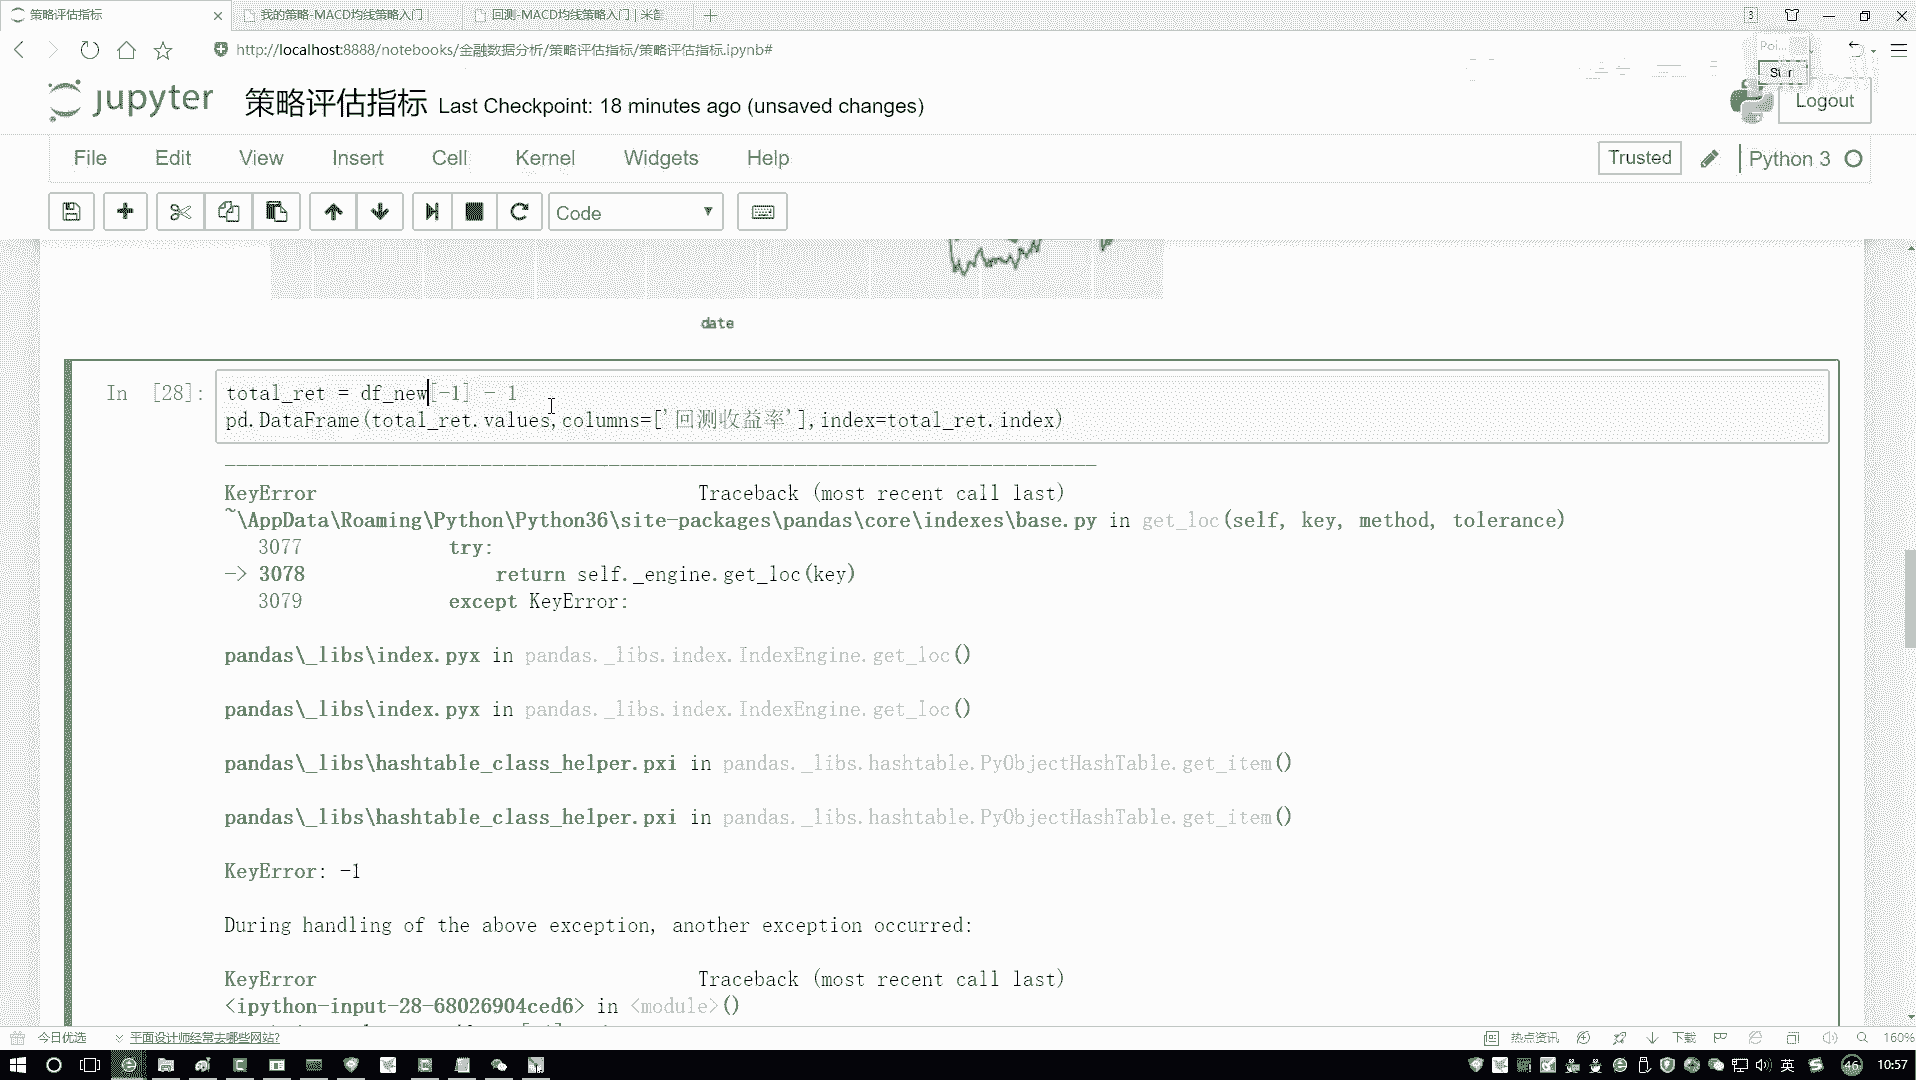 策略评估指标
我的策略-MACD均线策略入门
回测-MACD均线策略入门 | 米筐
3
http://localhost:8888/notebooks/金融数据分析/策略评估指标/策略评估指标.ipynb#
Poi...
jupyter 策略评估指标 Last Checkpoint: 18 minutes ago (unsaved changes)
Logout
File Edit View Insert Cell Kernel Widgets Help
Trusted
Python 3
Code
date
In [28]:
total_ret = df_new[-1] - 1
pd.DataFrame(total_ret.values,columns=['回测收益率'],index=total_ret.index)
---------------------------------------------------------------------------
KeyError Traceback (most recent call last)
~\AppData\Roaming\Python\Python36\site-packages\pandas\core\indexes\base.py in get_loc(self, key, method, tolerance)
3077 try:
-> 3078 return self._engine.get_loc(key)
3079 except KeyError:
pandas\_libs\index.pyx in pandas._libs.index.IndexEngine.get_loc()
pandas\_libs\index.pyx in pandas._libs.index.IndexEngine.get_loc()
pandas\_libs\hashtable_class_helper.pxi in pandas._libs.hashtable.PyObjectHashTable.get_item()
pandas\_libs\hashtable_class_helper.pxi in pandas._libs.hashtable.PyObjectHashTable.get_item()
KeyError: -1
During handling of the above exception, another exception occurred:
KeyError Traceback (most recent call last)
<ipython-input-28-68026904ced6> in <module>()
今日优选
平面设计师经常去哪些网站?
热点资讯
下载
160%
英
46
10:57